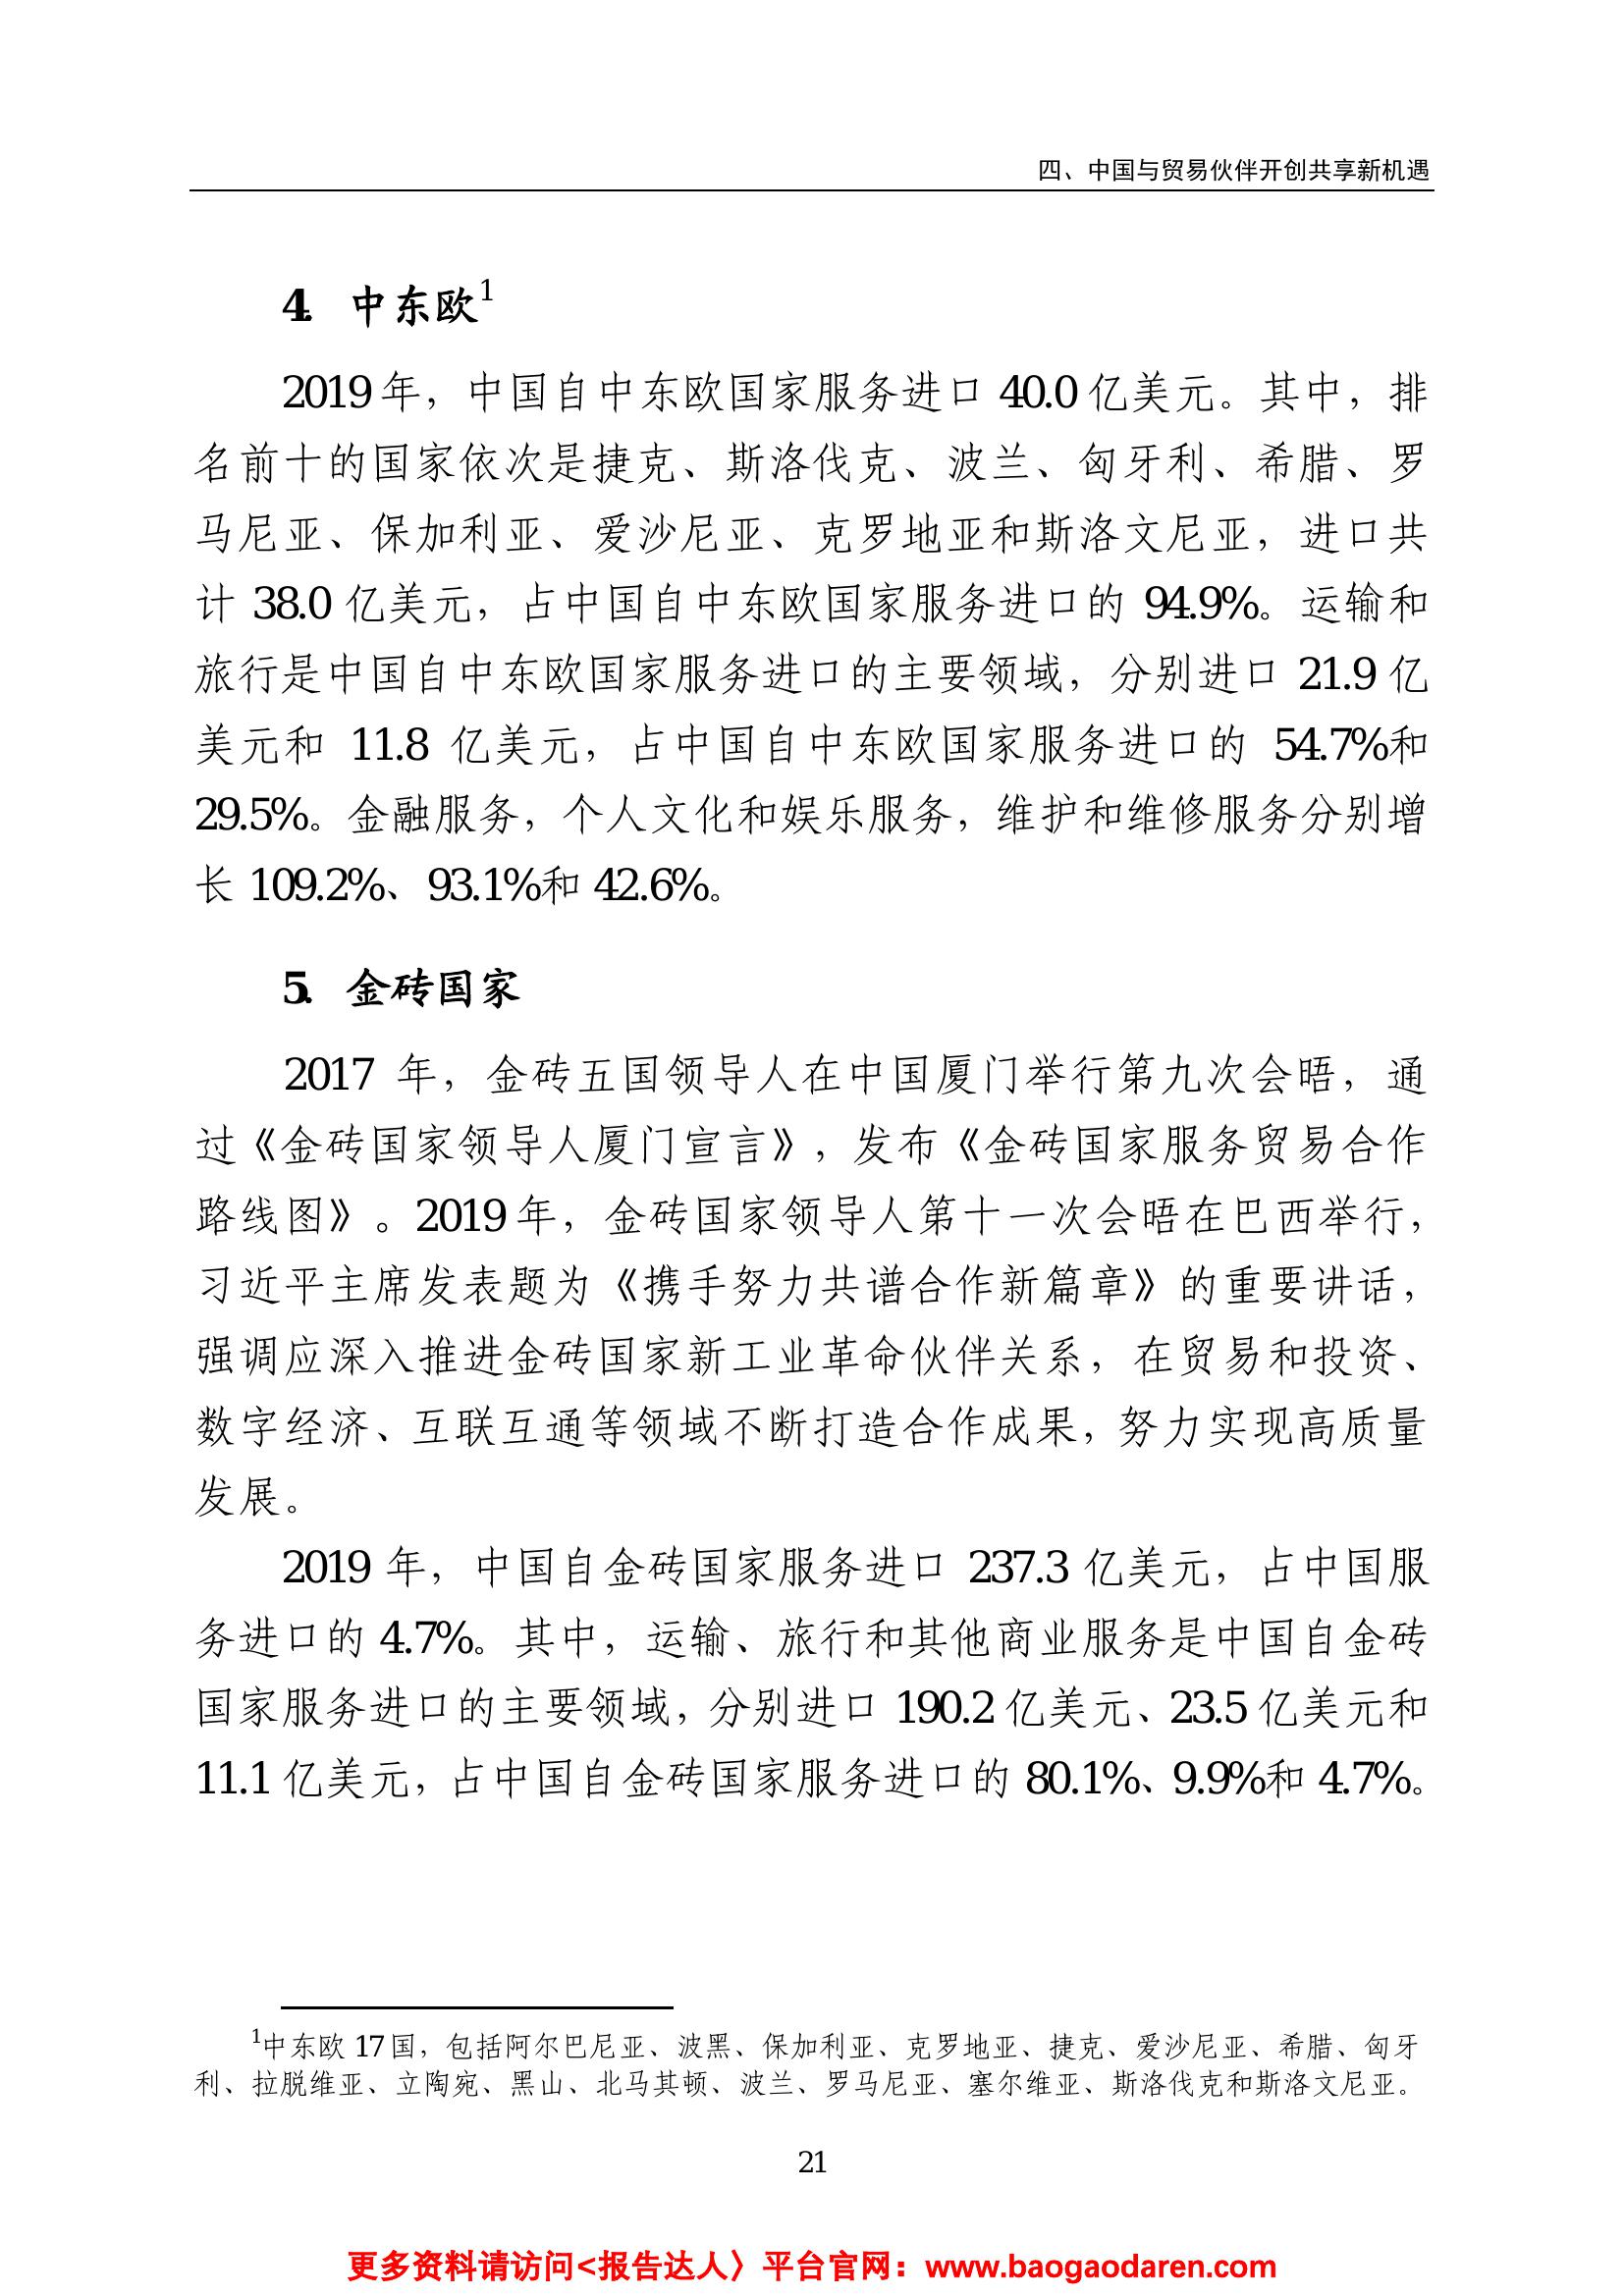 四、中国与贸易伙伴开创共享新机遇
4. 中东欧1
2019年，中国自中东欧国家服务进口 40.0 亿美元。其中，排
名前十的国家依次是捷克、斯洛伐克、波兰、匈牙利、希腊、罗
马尼亚、保加利亚、爱沙尼亚、克罗地亚和斯洛文尼亚，进口共
计 38.0 亿美元，占中国自中东欧国家服务进口的 94.9%。运输和
旅行是中国自中东欧国家服务进口的主要领域，分别进口 21.9 亿
美元和 11.8 亿美元，占中国自中东欧国家服务进口的 54.7%和
29.5%。金融服务，个人文化和娱乐服务，维护和维修服务分别增
长 109.2%、93.1%和 42.6%。
5. 金砖国家
2017 年，金砖五国领导人在中国厦门举行第九次会晤，通
过《金砖国家领导人厦门宣言》，发布《金砖国家服务贸易合作
路线图》。2019 年，金砖国家领导人第十一次会晤在巴西举行，
习近平主席发表题为《携手努力共谱合作新篇章》的重要讲话，
强调应深入推进金砖国家新工业革命伙伴关系，在贸易和投资、
数字经济、互联互通等领域不断打造合作成果，努力实现高质量
发展。
2019 年，中国自金砖国家服务进口 237.3 亿美元，占中国服
务进口的 4.7%。其中，运输、旅行和其他商业服务是中国自金砖
国家服务进口的主要领域，分别进口 190.2 亿美元、23.5 亿美元和
11.1 亿美元，占中国自金砖国家服务进口的 80.1%、9.9%和 4.7%。
1中东欧 17 国，包括阿尔巴尼亚、波黑、保加利亚、克罗地亚、捷克、爱沙尼亚、希腊、匈牙
利、拉脱维亚、立陶宛、黑山、北马其顿、波兰、罗马尼亚、塞尔维亚、斯洛伐克和斯洛文尼亚。
21
更多资料请访问<报告达人〉平台官网：www.baogaodaren.com